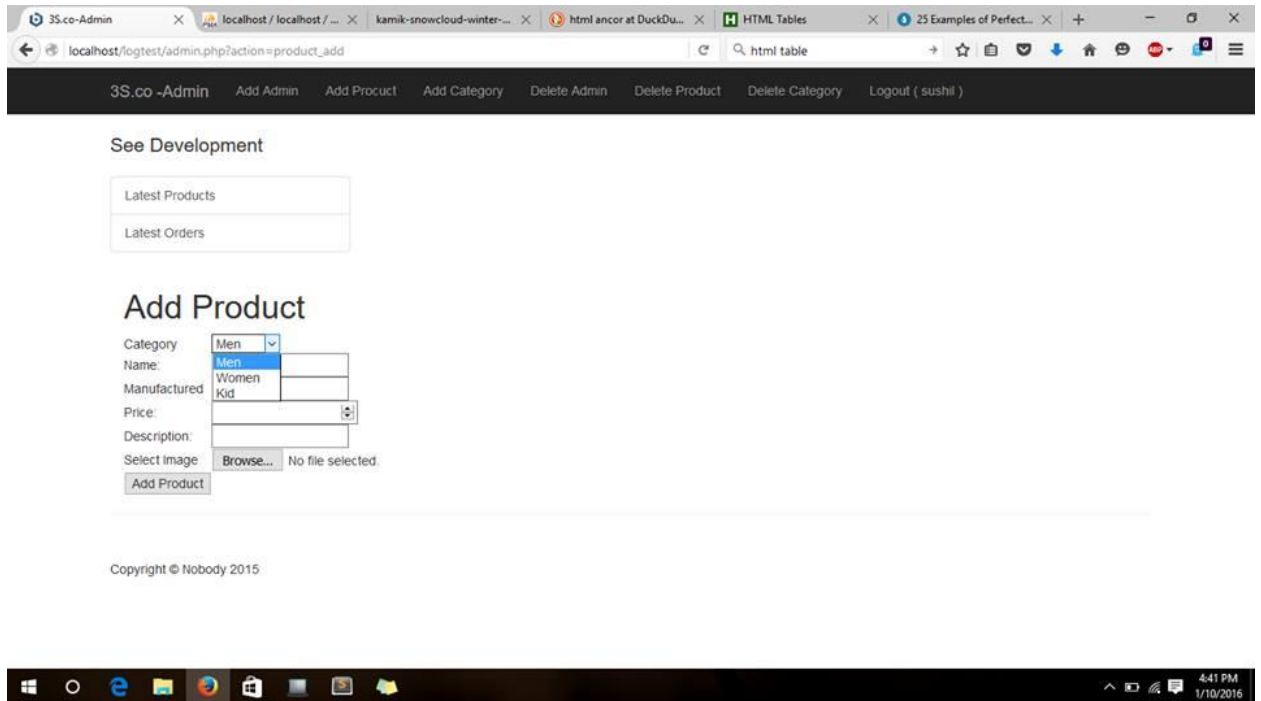 3S.co-Admin
localhost / localhost / ...
kamik-snowcloud-winter-...
html ancor at DuckDu...
HTML Tables
25 Examples of Perfect...
localhost/logtest/admin.php?action=product_add
html table
ABP
0
3S.co -Admin Add Admin Add Procuct Add Category Delete Admin Delete Product Delete Category Logout ( sushil )
See Development
Latest Products
Latest Orders
Add Product
Category Men
Men
Women
Kid
Name:
Manufactured
Price:
Description:
Select Image Browse... No file selected.
Add Product
Copyright © Nobody 2015
4:41 PM
1/10/2016